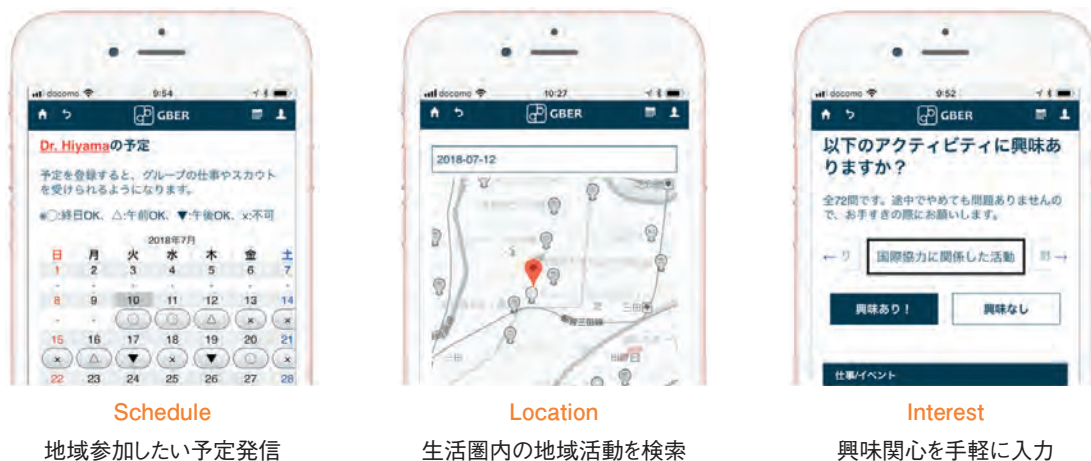 docomo 9:54
GBER
Dr. Hiyamaの予定
予定を登録すると、グループの仕事やスカウト
を受けられるようになります。
※○:終日OK、△:午前OK、▼:午後OK、×:不可
2018年7月
日 月 火 水 木 金 土
1 2 3 4 5 6 7
- - - - - - -
8 9 10 11 12 13 14
- - ○ ○ △ × ×
15 16 17 18 19 20 21
× △ ▼ × ▼ ○ ×
22 23 24 25 26 27 28
Schedule
地域参加したい予定発信
docomo 10:27
GBER
2018-07-12
芝
三田
三田
Location
生活圏内の地域活動を検索
docomo 9:52
GBER
以下のアクティビティに興味あ
りますか？
全72問です。途中でやめても問題ありませんの
で、お手すきの際にお願いします。
← 国際協力に関係した活動 →
興味あり！ 興味なし
仕事/イベント
Interest
興味関心を手軽に入力